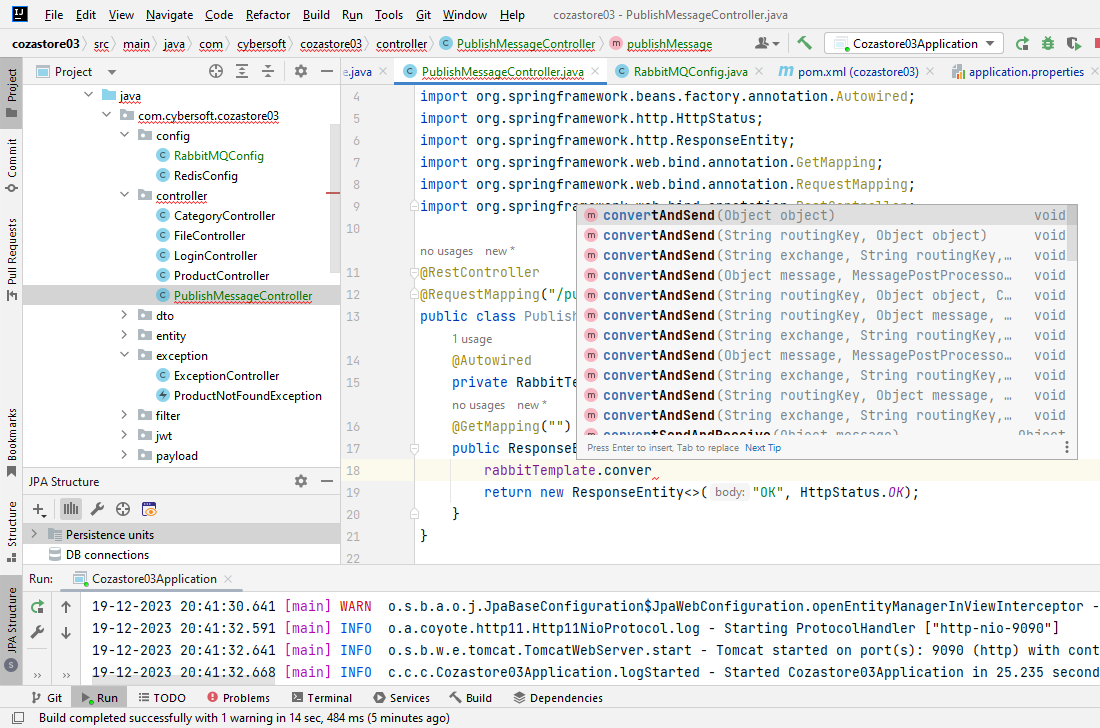 File Edit View Navigate Code Refactor Build Run Tools Git Window Help cozastore03 - PublishMessageController.java
cozastore03 src main java com cybersoft cozastore03 controller PublishMessageController publishMessage Cozastore03Application
Project e.java PublishMessageController.java RabbitMQConfig.java pom.xml (cozastore03) application.properties
Project
Commit
Pull Requests
Bookmarks
Structure
JPA Structure
java
com.cybersoft.cozastore03
config
RabbitMQConfig
RedisConfig
controller
CategoryController
FileController
LoginController
ProductController
PublishMessageController
dto
entity
exception
ExceptionController
ProductNotFoundException
filter
jwt
payload
JPA Structure
Persistence units
DB connections
4 import org.springframework.beans.factory.annotation.Autowired;
5 import org.springframework.http.HttpStatus;
6 import org.springframework.http.ResponseEntity;
7 import org.springframework.web.bind.annotation.GetMapping;
8 import org.springframework.web.bind.annotation.RequestMapping;
9 import org.springframework.web.bind.annotation.RestController;
10
no usages new *
11 @RestController
12 @RequestMapping("/pu
13 public class Publish
1 usage
14 @Autowired
15 private RabbitTe
no usages new *
16 @GetMapping("")
17 public ResponseE
18 rabbitTemplate.conver
19 return new ResponseEntity<>( body: "OK", HttpStatus.OK);
20 }
21 }
22
convertAndSend(Object object) void
convertAndSend(String routingKey, Object object) void
convertAndSend(String exchange, String routingKey,… void
convertAndSend(Object message, MessagePostProcesso… void
convertAndSend(String routingKey, Object object, C… void
convertAndSend(String routingKey, Object message, … void
convertAndSend(String exchange, String routingKey,… void
convertAndSend(Object message, MessagePostProcesso… void
convertAndSend(String exchange, String routingKey,… void
convertAndSend(String routingKey, Object message, … void
convertAndSend(String exchange, String routingKey,… void
convertSendAndReceive(Object message) Object
Press Enter to insert, Tab to replace Next Tip
Run: Cozastore03Application
19-12-2023 20:41:30.641 [main] WARN o.s.b.a.o.j.JpaBaseConfiguration$JpaWebConfiguration.openEntityManagerInViewInterceptor -
19-12-2023 20:41:32.591 [main] INFO o.a.coyote.http11.Http11NioProtocol.log - Starting ProtocolHandler ["http-nio-9090"]
19-12-2023 20:41:32.641 [main] INFO o.s.b.w.e.tomcat.TomcatWebServer.start - Tomcat started on port(s): 9090 (http) with cont
19-12-2023 20:41:32.668 [main] INFO c.c.c.Cozastore03Application.logStarted - Started Cozastore03Application in 25.235 second
Git Run TODO Problems Terminal Services Build Dependencies
Build completed successfully with 1 warning in 14 sec, 484 ms (5 minutes ago)